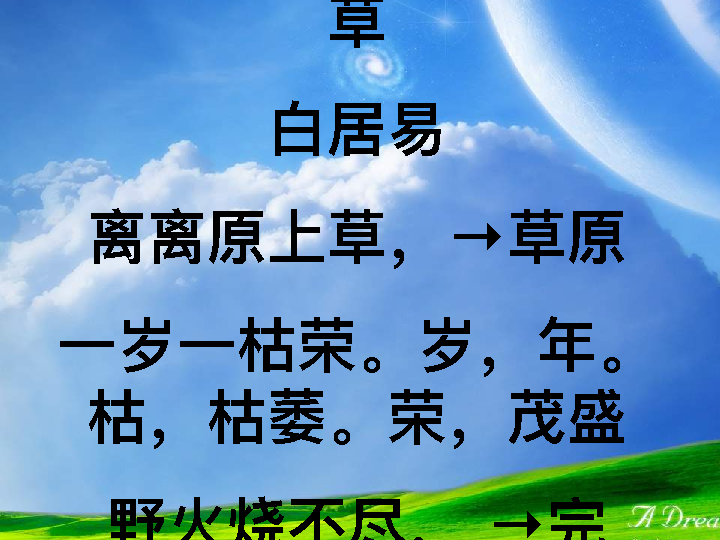 草
白居易
离离原上草，→草原
一岁一枯荣。岁，年。
枯，枯萎。荣，茂盛
野火烧不尽，→完
A Drea